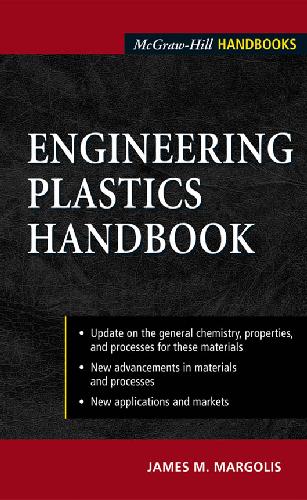 McGraw-Hill HANDBOOKS
ENGINEERING
PLASTICS
HANDBOOK
• Update on the general chemistry, properties,
and processes for these materials
• New advancements in materials
and processes
• New applications and markets
JAMES M. MARGOLIS